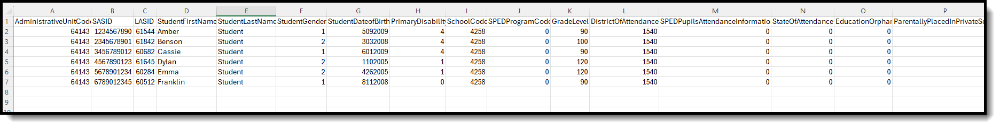 A B C D E F G H I J K L M N O P
1 AdministrativeUnitCode SASID LASID StudentFirstName StudentLastName StudentGender StudentDateofBirth PrimaryDisability SchoolCode SPEDProgramCode GradeLevel DistrictOfAttendance SPEDPupilsAttendanceInformatio StateOfAttendance EducationOrphan ParentallyPlacedInPrivateSc
2 64143 1234567890 61544 Amber Student 1 5092009 4 4258 0 90 1540 0 0 0
3 64143 2345678901 61842 Benson Student 2 3032008 4 4258 0 100 1540 0 0 0
4 64143 3456789012 60682 Cassie Student 1 6012009 4 4258 0 90 1540 0 0 0
5 64143 4567890123 61645 Dylan Student 2 1102005 1 4258 0 120 1540 0 0 0
6 64143 5678901234 60284 Emma Student 2 4262005 1 4258 0 120 1540 0 0 0
7 64143 6789012345 60512 Franklin Student 1 8112008 0 4258 0 90 1540 0 0 0
8
9